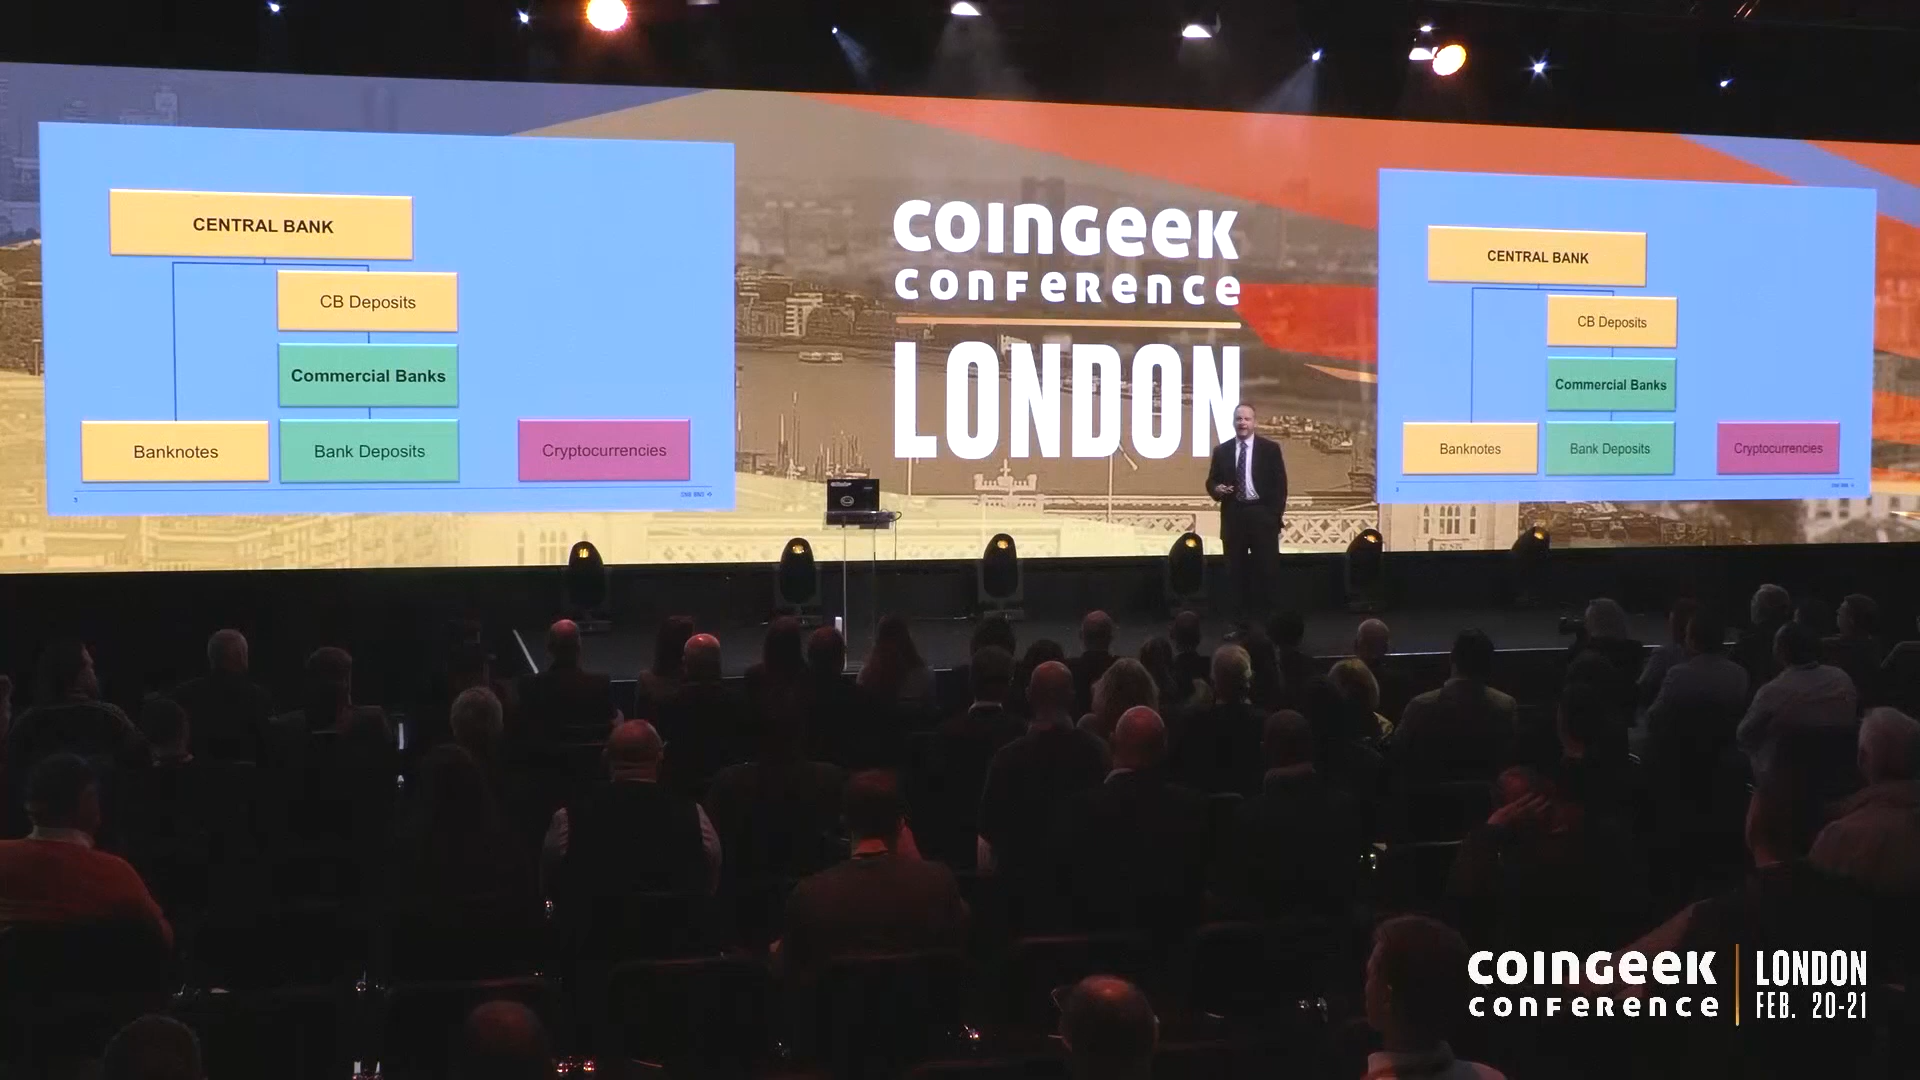 CENTRAL BANK
CB Deposits
Commercial Banks
Banknotes
Bank Deposits
Cryptocurrencies
COINGEEK
CONFERENCE
LONDON
CENTRAL BANK
CB Deposits
Commercial Banks
Banknotes
Bank Deposits
Cryptocurrencies
COINGEEK
CONFERENCE
LONDON
FEB. 20-21